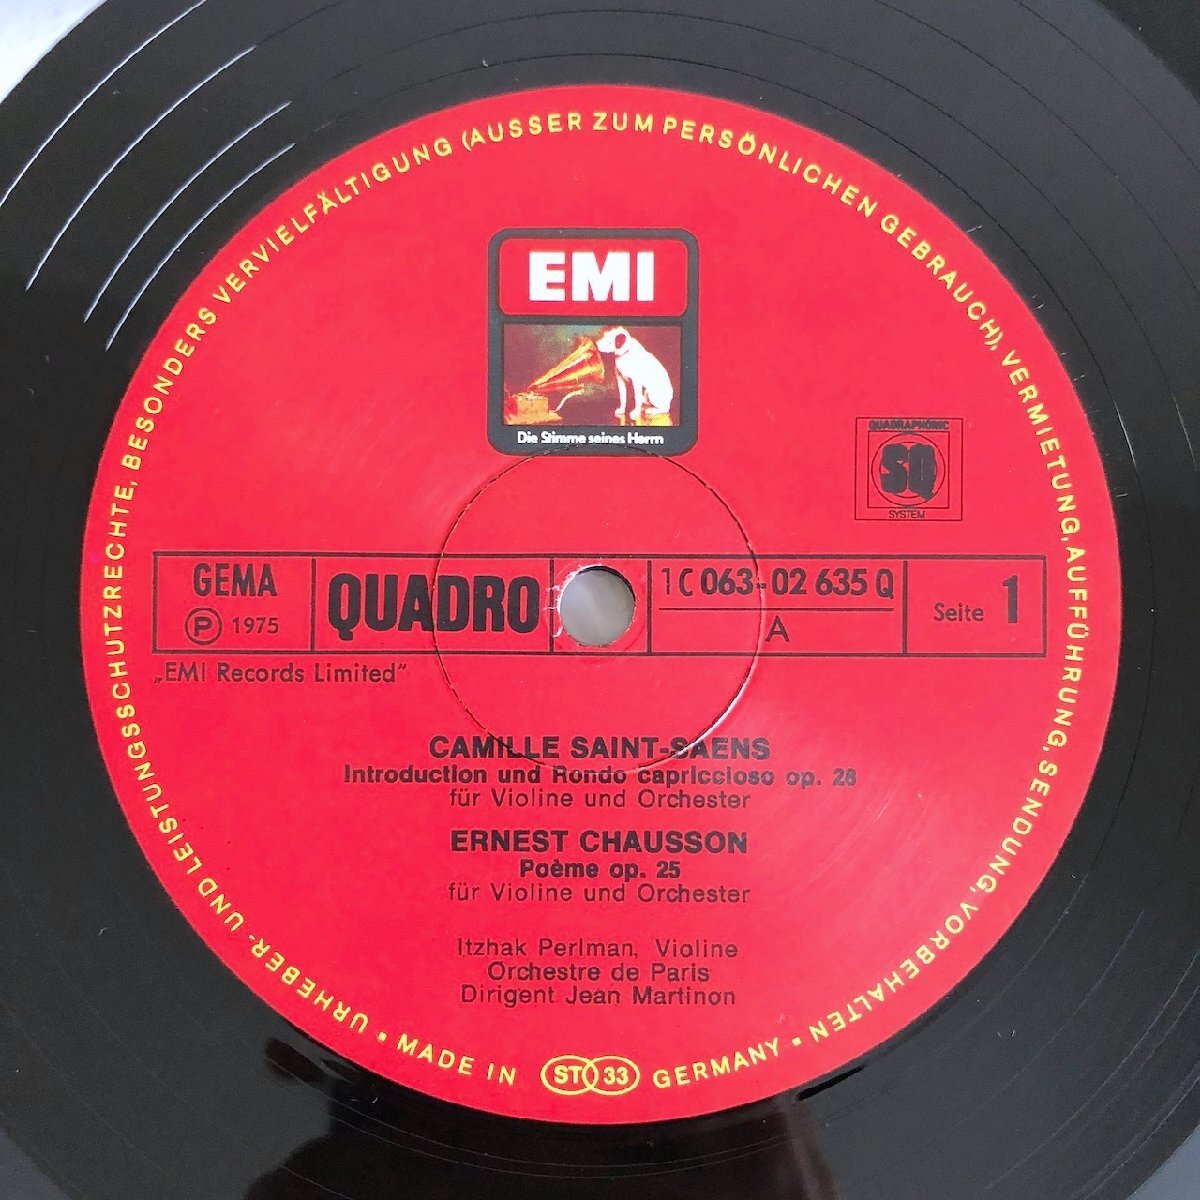 URHEBER- UND LEISTUNGSSCHUTZRECHTE, BESONDERS VERVIELFÄLTIGUNG (AUSSER ZUM PERSÖNLICHEN GEBRAUCH), VERMIETUNG, AUFFÜHRUNG, SENDUNG, VORBEHALTEN
EMI
Die Stimme seines Herrn
QUADRAPHONIC
SQ
SYSTEM
GEMA
Ⓟ 1975
QUADRO
1 C 063-02 635 Q
A
Seite 1
„EMI Records Limited"
CAMILLE SAINT-SAENS
Introduction und Rondo capriccioso op. 28
für Violine und Orchester
ERNEST CHAUSSON
Poème op. 25
für Violine und Orchester
Itzhak Perlman, Violine
Orchestre de Paris
Dirigent Jean Martinon
▪ MADE IN ST 33 GERMANY ▪